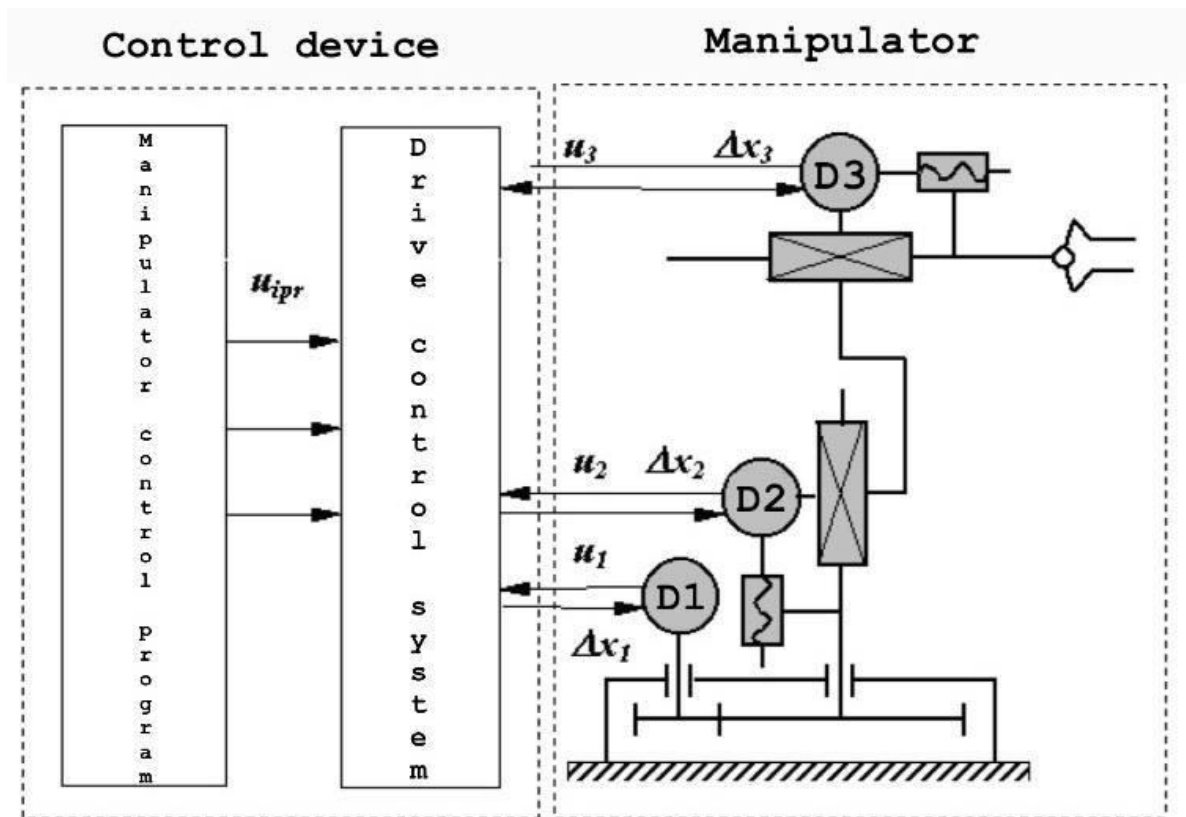 Control device
Manipulator
Manipulator control program
Drive control system
u_ipr
u_3
Δx_3
D3
u_2
Δx_2
D2
u_1
D1
Δx_1